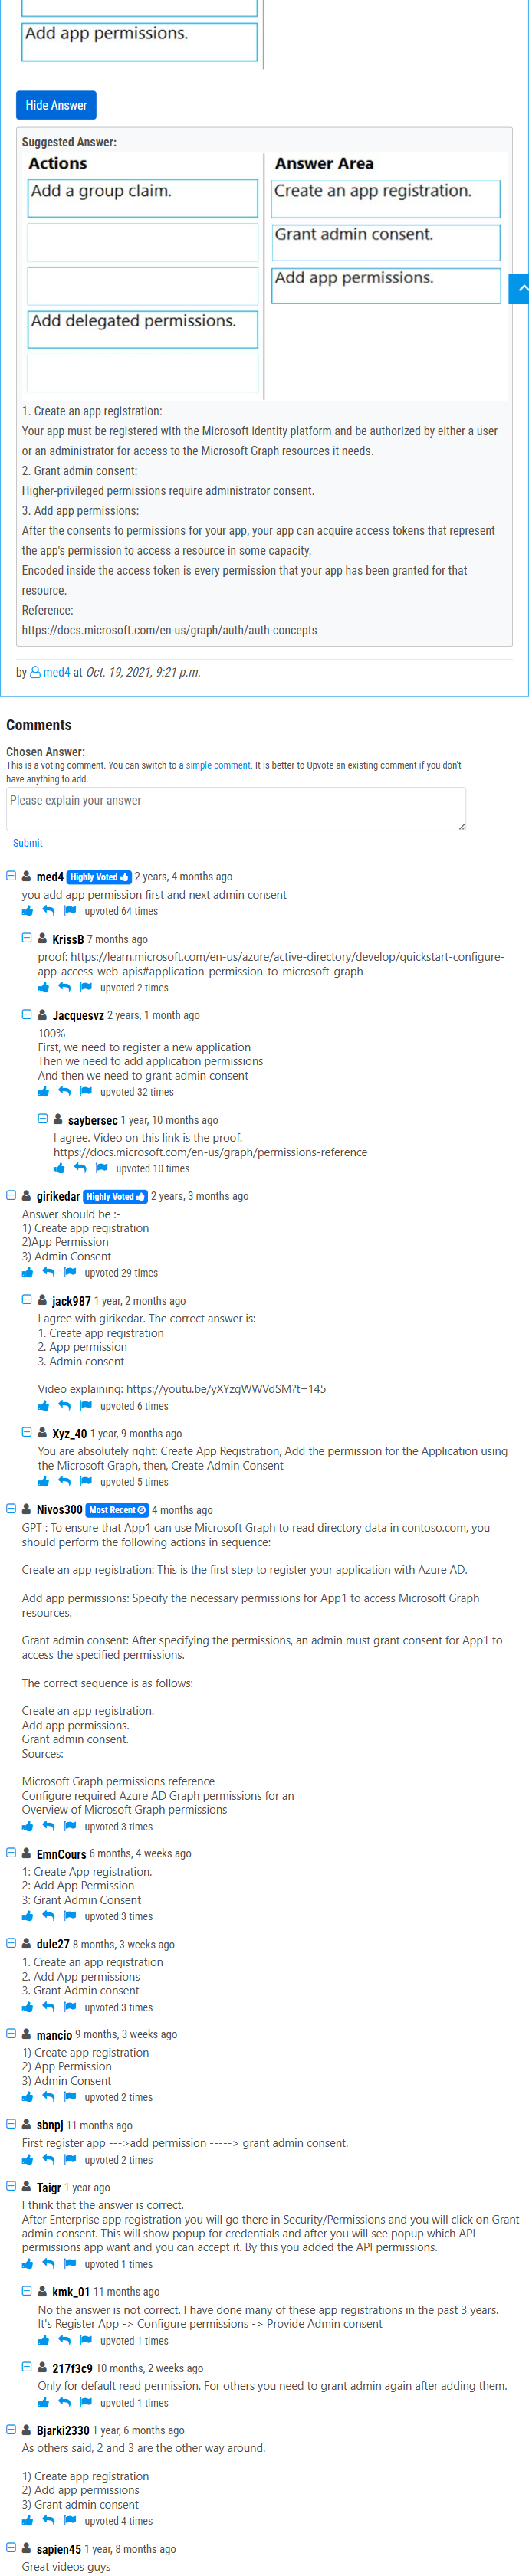 Add app permissions.
Hide Answer
Suggested Answer:
Actions
Answer Area
Add a group claim.
Create an app registration.
Grant admin consent.
Add app permissions.
Add delegated permissions.
1. Create an app registration:
Your app must be registered with the Microsoft identity platform and be authorized by either a user
or an administrator for access to the Microsoft Graph resources it needs.
2. Grant admin consent:
Higher-privileged permissions require administrator consent.
3. Add app permissions:
After the consents to permissions for your app, your app can acquire access tokens that represent
the app's permission to access a resource in some capacity.
Encoded inside the access token is every permission that your app has been granted for that
resource.
Reference:
https://docs.microsoft.com/en-us/graph/auth/auth-concepts
by med4 at Oct. 19, 2021, 9:21 p.m.
Comments
Chosen Answer:
This is a voting comment. You can switch to a simple comment. It is better to Upvote an existing comment if you don't
have anything to add.
Please explain your answer
Submit
med4 Highly Voted 2 years, 4 months ago
you add app permission first and next admin consent
upvoted 64 times
KrissB 7 months ago
proof: https://learn.microsoft.com/en-us/azure/active-directory/develop/quickstart-configure-
app-access-web-apis#application-permission-to-microsoft-graph
upvoted 2 times
Jacquesvz 2 years, 1 month ago
100%
First, we need to register a new application
Then we need to add application permissions
And then we need to grant admin consent
upvoted 32 times
saybersec 1 year, 10 months ago
I agree. Video on this link is the proof.
https://docs.microsoft.com/en-us/graph/permissions-reference
upvoted 10 times
girikedar Highly Voted 2 years, 3 months ago
Answer should be :-
1) Create app registration
2)App Permission
3) Admin Consent
upvoted 29 times
jack987 1 year, 2 months ago
I agree with girikedar. The correct answer is:
1. Create app registration
2. App permission
3. Admin consent
Video explaining: https://youtu.be/yXYzgWWVdSM?t=145
upvoted 6 times
Xyz_40 1 year, 9 months ago
You are absolutely right: Create App Registration, Add the permission for the Application using
the Microsoft Graph, then, Create Admin Consent
upvoted 5 times
Nivos300 Most Recent 4 months ago
GPT : To ensure that App1 can use Microsoft Graph to read directory data in contoso.com, you
should perform the following actions in sequence:
Create an app registration: This is the first step to register your application with Azure AD.
Add app permissions: Specify the necessary permissions for App1 to access Microsoft Graph
resources.
Grant admin consent: After specifying the permissions, an admin must grant consent for App1 to
access the specified permissions.
The correct sequence is as follows:
Create an app registration.
Add app permissions.
Grant admin consent.
Sources:
Microsoft Graph permissions reference
Configure required Azure AD Graph permissions for an
Overview of Microsoft Graph permissions
upvoted 3 times
EmnCours 6 months, 4 weeks ago
1: Create App registration.
2: Add App Permission
3: Grant Admin Consent
upvoted 3 times
dule27 8 months, 3 weeks ago
1. Create an app registration
2. Add App permissions
3. Grant Admin consent
upvoted 3 times
mancio 9 months, 3 weeks ago
1) Create app registration
2) App Permission
3) Admin Consent
upvoted 2 times
sbnpj 11 months ago
First register app --->add permission -----> grant admin consent.
upvoted 2 times
Taigr 1 year ago
I think that the answer is correct.
After Enterprise app registration you will go there in Security/Permissions and you will click on Grant
admin consent. This will show popup for credentials and after you will see popup which API
permissions app want and you can accept it. By this you added the API permissions.
upvoted 1 times
kmk_01 11 months ago
No the answer is not correct. I have done many of these app registrations in the past 3 years.
It's Register App -> Configure permissions -> Provide Admin consent
upvoted 1 times
217f3c9 10 months, 2 weeks ago
Only for default read permission. For others you need to grant admin again after adding them.
upvoted 1 times
Bjarki2330 1 year, 6 months ago
As others said, 2 and 3 are the other way around.
1) Create app registration
2) Add app permissions
3) Grant admin consent
upvoted 4 times
sapien45 1 year, 8 months ago
Great videos guys